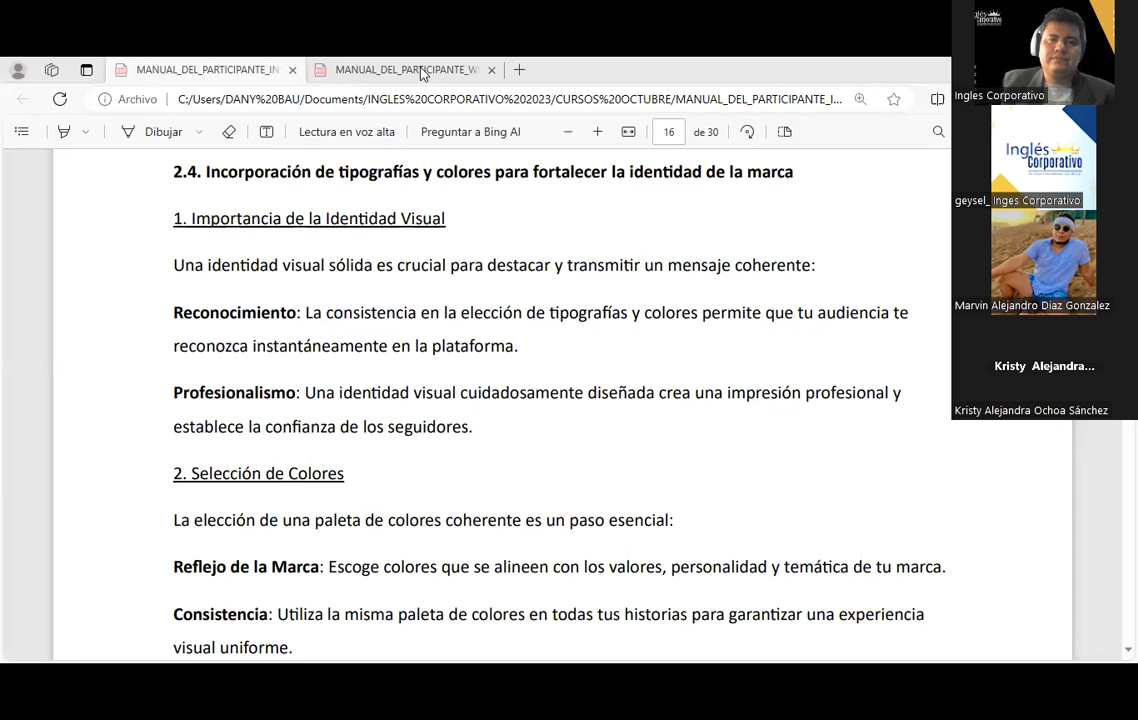 MANUAL_DEL_PARTICIPANTE_IN
MANUAL_DEL_PARTICIPANTE_W
Archivo
C:/Users/DANY%20BAU/Documents/INGLES%20CORPORATIVO%202023/CURSOS%20OCTUBRE/MANUAL_DEL_PARTICIPANTE_I...
Dibujar
Lectura en voz alta
Preguntar a Bing AI
16
de 30
2.4. Incorporación de tipografías y colores para fortalecer la identidad de la marca
1. Importancia de la Identidad Visual
Una identidad visual sólida es crucial para destacar y transmitir un mensaje coherente:
Reconocimiento: La consistencia en la elección de tipografías y colores permite que tu audiencia te
reconozca instantáneamente en la plataforma.
Profesionalismo: Una identidad visual cuidadosamente diseñada crea una impresión profesional y
establece la confianza de los seguidores.
2. Selección de Colores
La elección de una paleta de colores coherente es un paso esencial:
Reflejo de la Marca: Escoge colores que se alineen con los valores, personalidad y temática de tu marca.
Consistencia: Utiliza la misma paleta de colores en todas tus historias para garantizar una experiencia
visual uniforme.
Ingles Corporativo
Inglés
Corporativo
geysel_ Inges Corporativo
Marvin Alejandro Diaz Gonzalez
Kristy Alejandra...
Kristy Alejandra Ochoa Sánchez